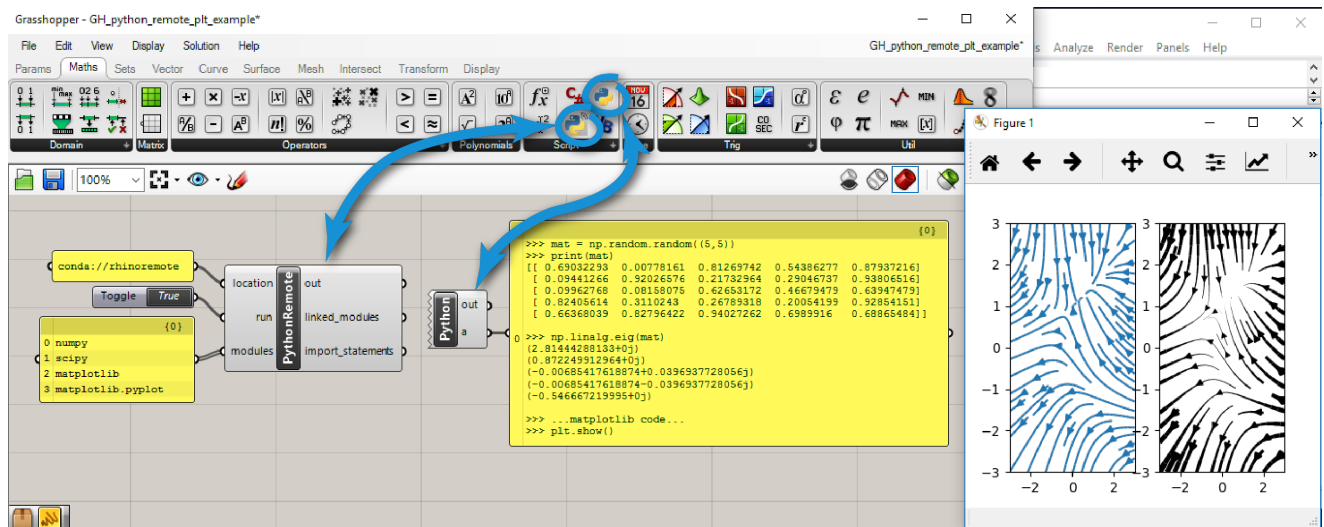 Grasshopper - GH_python_remote_plt_example*
File Edit View Display Solution Help
GH_python_remote_plt_example*
Analyze Render Panels Help
Params Maths Sets Vector Curve Surface Mesh Intersect Transform Display
Domain
Matrix
Operators
Polynomials
Script
Trig
Util
100%
conda://rhinoremote
Toggle True
{0}
0 numpy
1 scipy
2 matplotlib
3 matplotlib.pyplot
location
run
modules
PythonRemote
out
linked_modules
import_statements
Python
out
a
{0}
0
>>> mat = np.random.random((5,5))
>>> print(mat)
[[ 0.69032293 0.00778161 0.81269742 0.54386277 0.87937216]
[ 0.09441266 0.92026576 0.21732964 0.29046737 0.93806516]
[ 0.09962768 0.08158075 0.62653172 0.46679479 0.63947479]
[ 0.82405614 0.3110243 0.26789318 0.20054199 0.92854151]
[ 0.66368039 0.82796422 0.94027262 0.6989916 0.68865484]]
>>> np.linalg.eig(mat)
(2.81444288133+0j)
(0.872249912964+0j)
(-0.00685417618874+0.0396937728056j)
(-0.00685417618874-0.0396937728056j)
(-0.546667219995+0j)
>>> ...matplotlib code...
>>> plt.show()
Figure 1
3
2
1
0
−1
−2
−3
−2 0 2
3
2
1
0
−1
−2
−3
−2 0 2